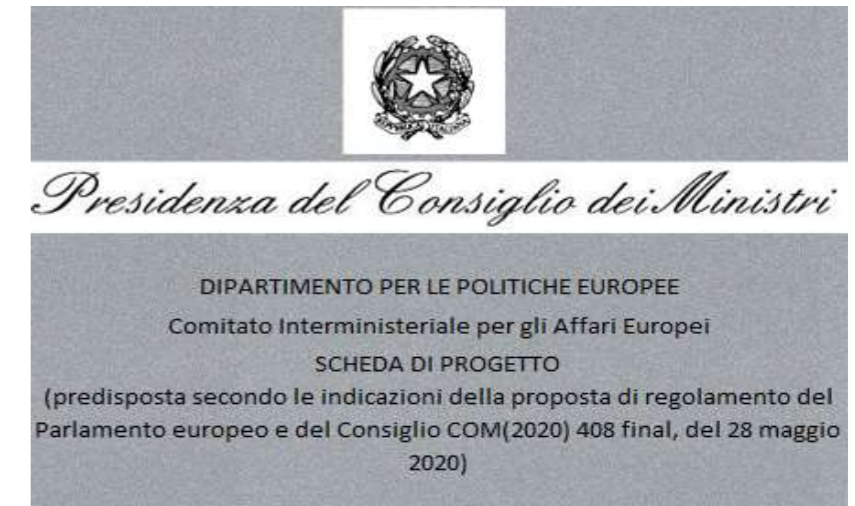 REPVBBLICA ITALIANA
Presidenza del Consiglio dei Ministri
DIPARTIMENTO PER LE POLITICHE EUROPEE
Comitato Interministeriale per gli Affari Europei
SCHEDA DI PROGETTO
(predisposta secondo le indicazioni della proposta di regolamento del
Parlamento europeo e del Consiglio COM(2020) 408 final, del 28 maggio
2020)